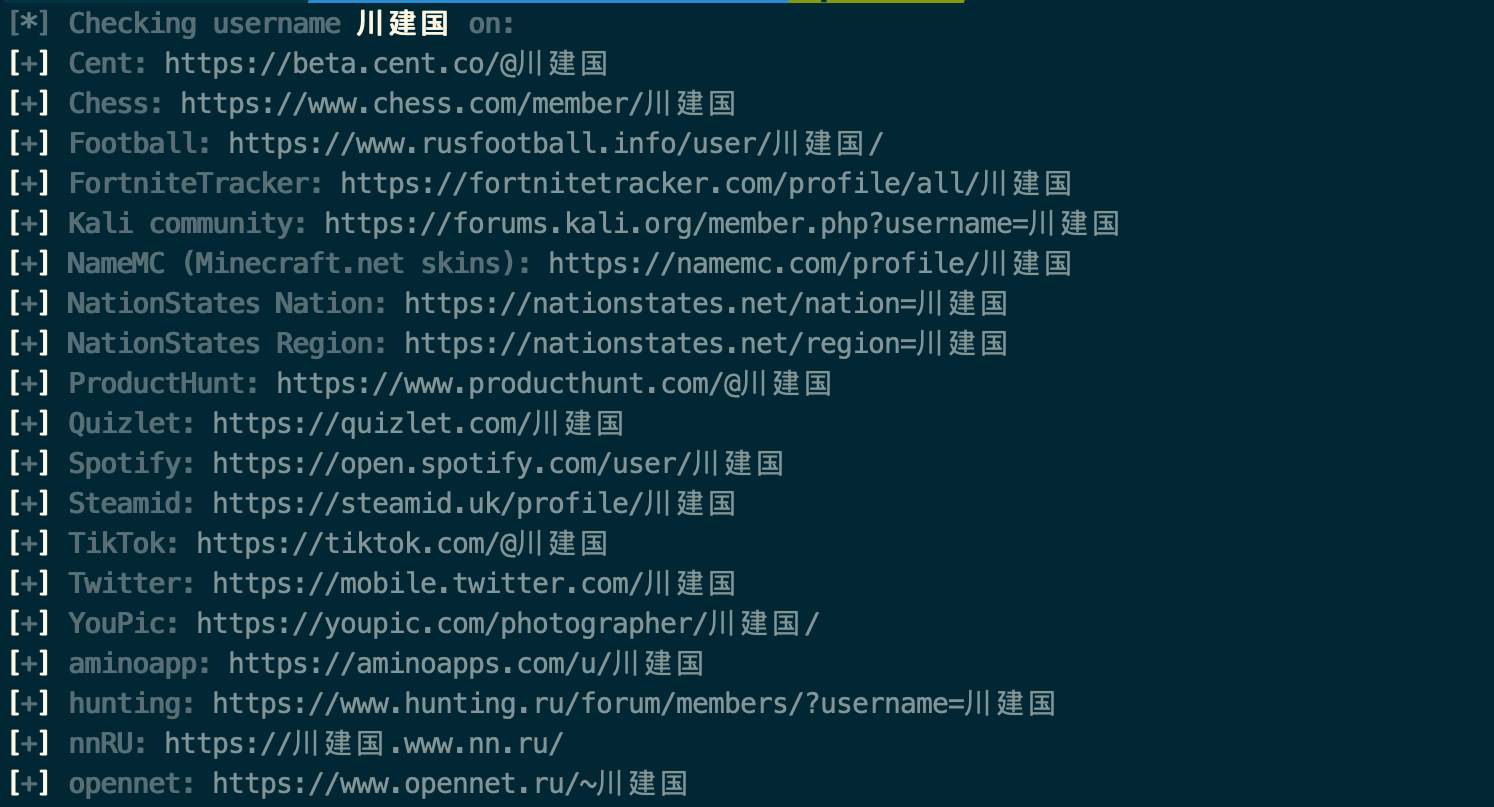 [*] Checking username 川建国 on:
[+] Cent: https://beta.cent.co/@川建国
[+] Chess: https://www.chess.com/member/川建国
[+] Football: https://www.rusfootball.info/user/川建国/
[+] FortniteTracker: https://fortnitetracker.com/profile/all/川建国
[+] Kali community: https://forums.kali.org/member.php?username=川建国
[+] NameMC (Minecraft.net skins): https://namemc.com/profile/川建国
[+] NationStates Nation: https://nationstates.net/nation=川建国
[+] NationStates Region: https://nationstates.net/region=川建国
[+] ProductHunt: https://www.producthunt.com/@川建国
[+] Quizlet: https://quizlet.com/川建国
[+] Spotify: https://open.spotify.com/user/川建国
[+] Steamid: https://steamid.uk/profile/川建国
[+] TikTok: https://tiktok.com/@川建国
[+] Twitter: https://mobile.twitter.com/川建国
[+] YouPic: https://youpic.com/photographer/川建国/
[+] aminoapp: https://aminoapps.com/u/川建国
[+] hunting: https://www.hunting.ru/forum/members/?username=川建国
[+] nnRU: https://川建国.www.nn.ru/
[+] opennet: https://www.opennet.ru/~川建国